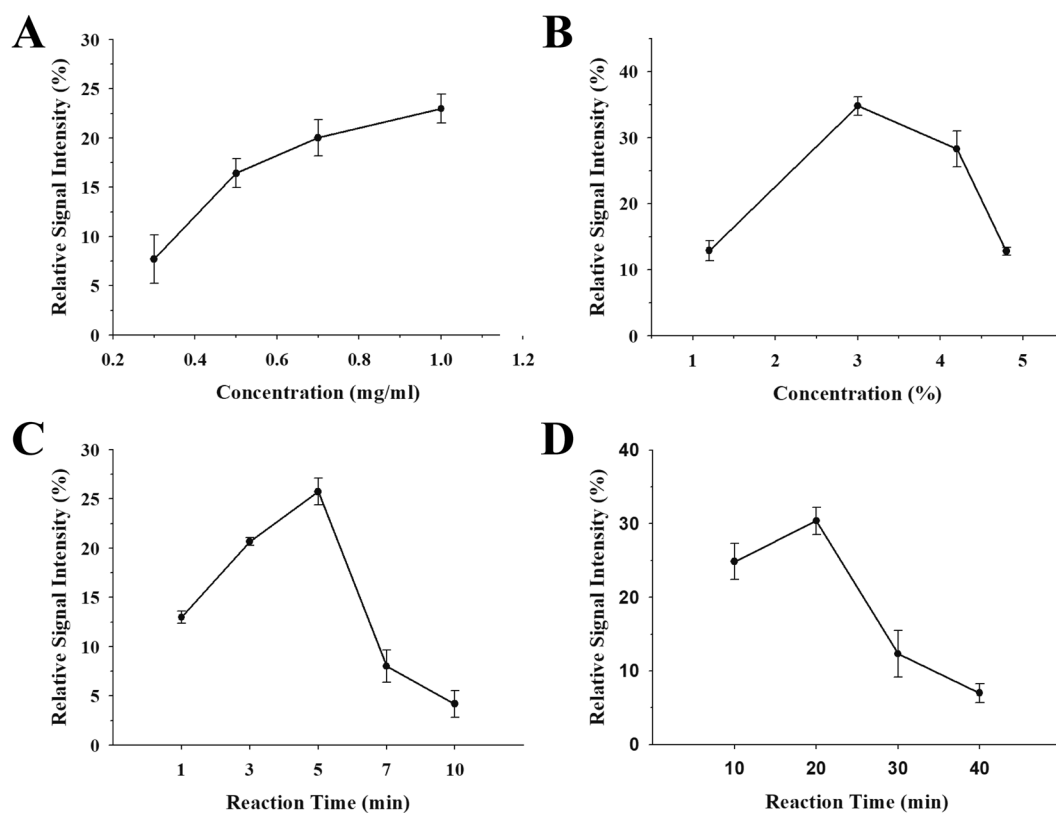 A
Relative Signal Intensity (%)
30
25
20
15
10
5
0
0.2 0.4 0.6 0.8 1.0 1.2
Concentration (mg/ml)
B
Relative Signal Intensity (%)
40
30
20
10
0
1 2 3 4 5
Concentration (%)
C
Relative Signal Intensity (%)
30
25
20
15
10
5
0
1 3 5 7 10
Reaction Time (min)
D
Relative Signal Intensity (%)
40
30
20
10
0
10 20 30 40
Reaction Time (min)